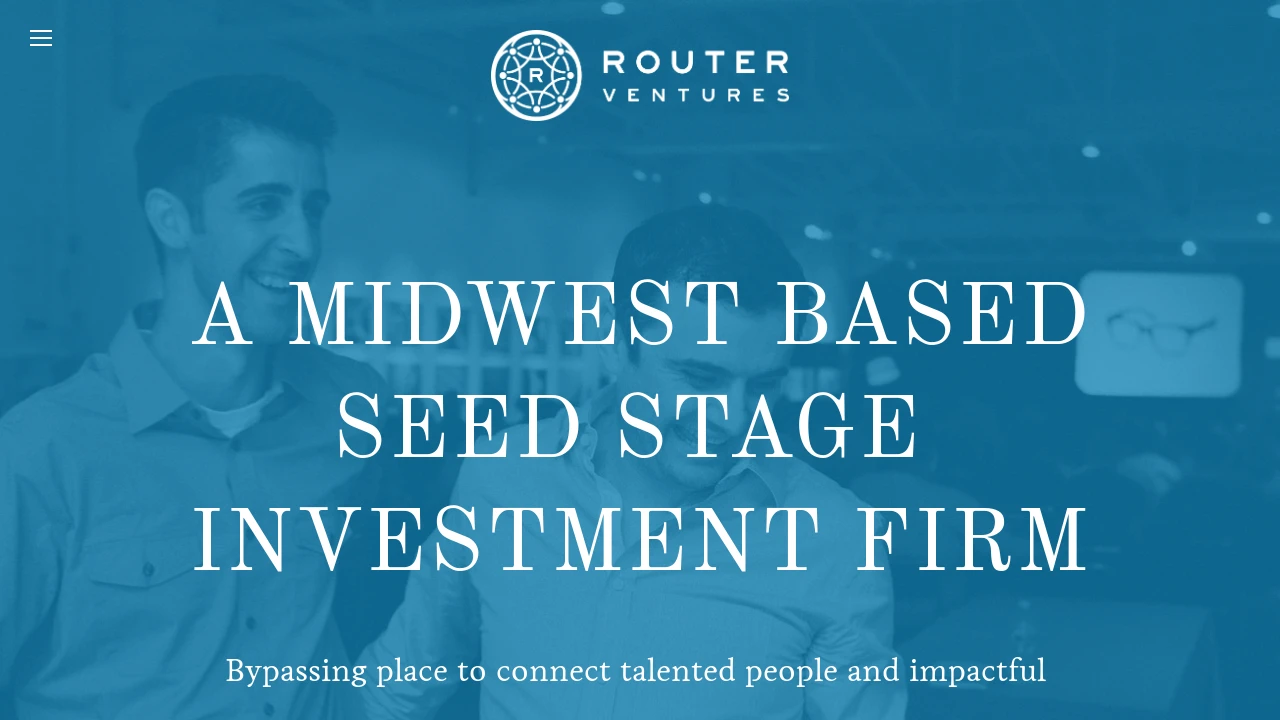 R
ROUTER
VENTURES
A MIDWEST BASED
SEED STAGE
INVESTMENT FIRM
Bypassing place to connect talented people and impactful